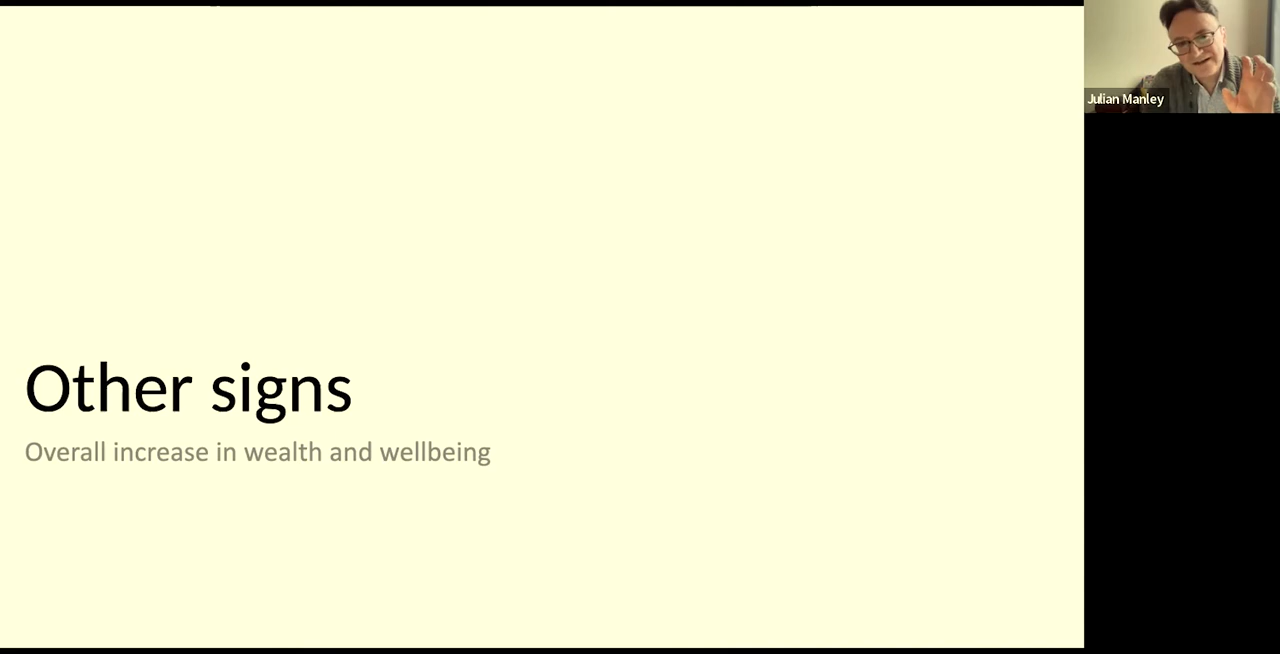 Other signs
Overall increase in wealth and wellbeing
Julian Manley